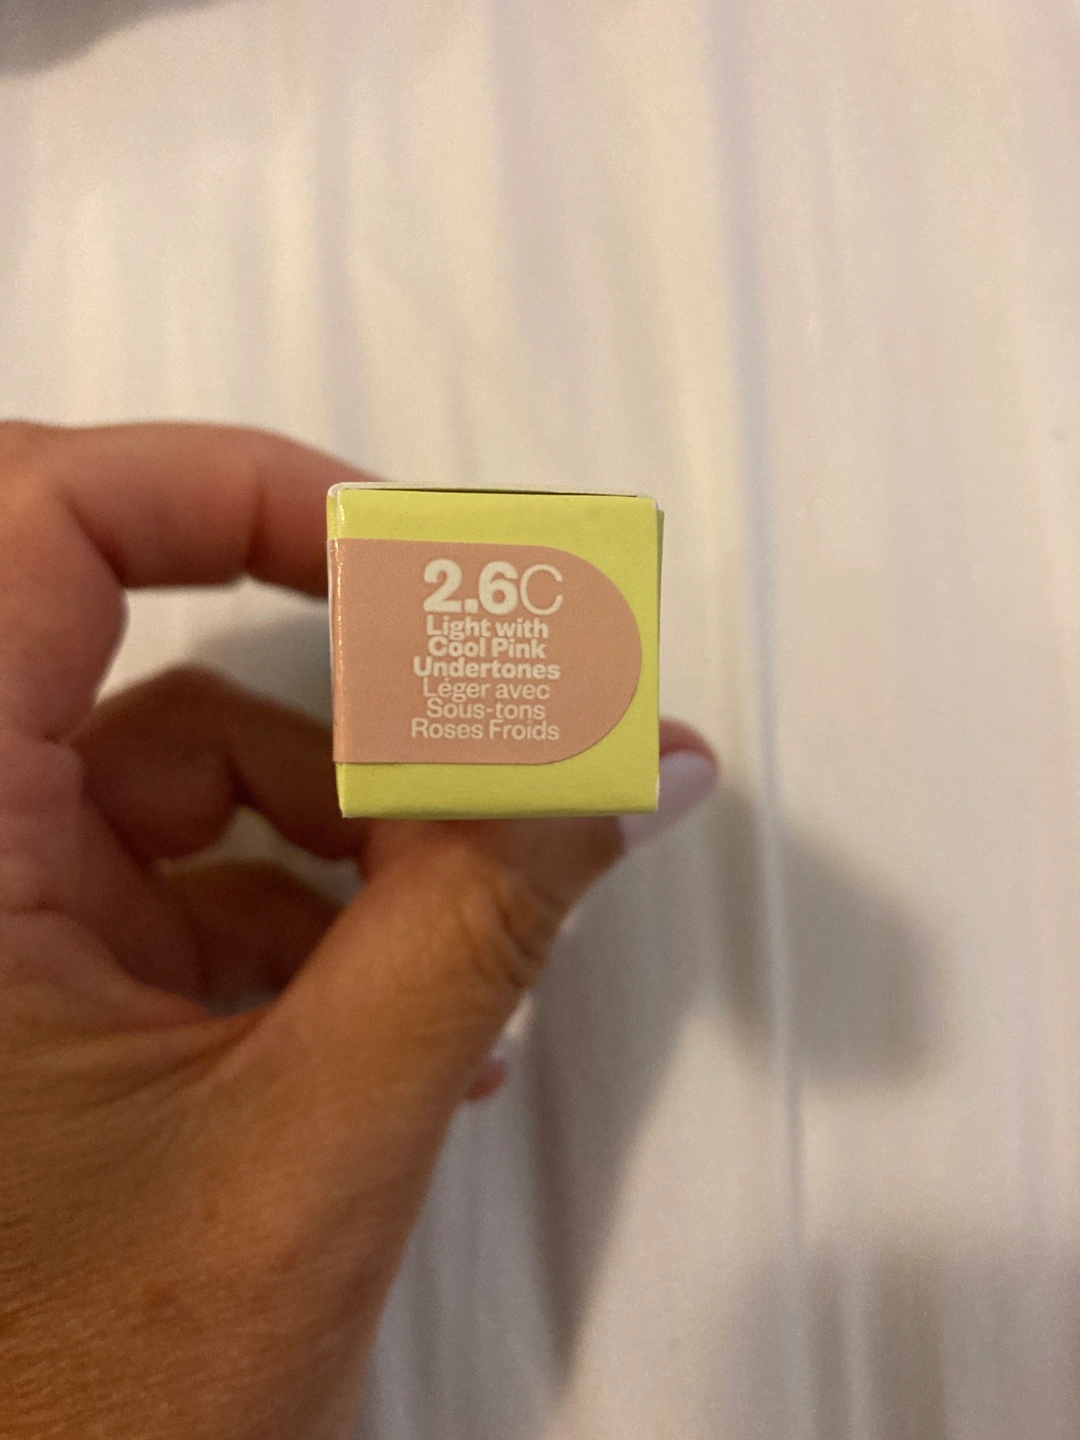 2.6C
Light with
Cool Pink
Undertones
Léger avec
Sous-tons
Roses Froids